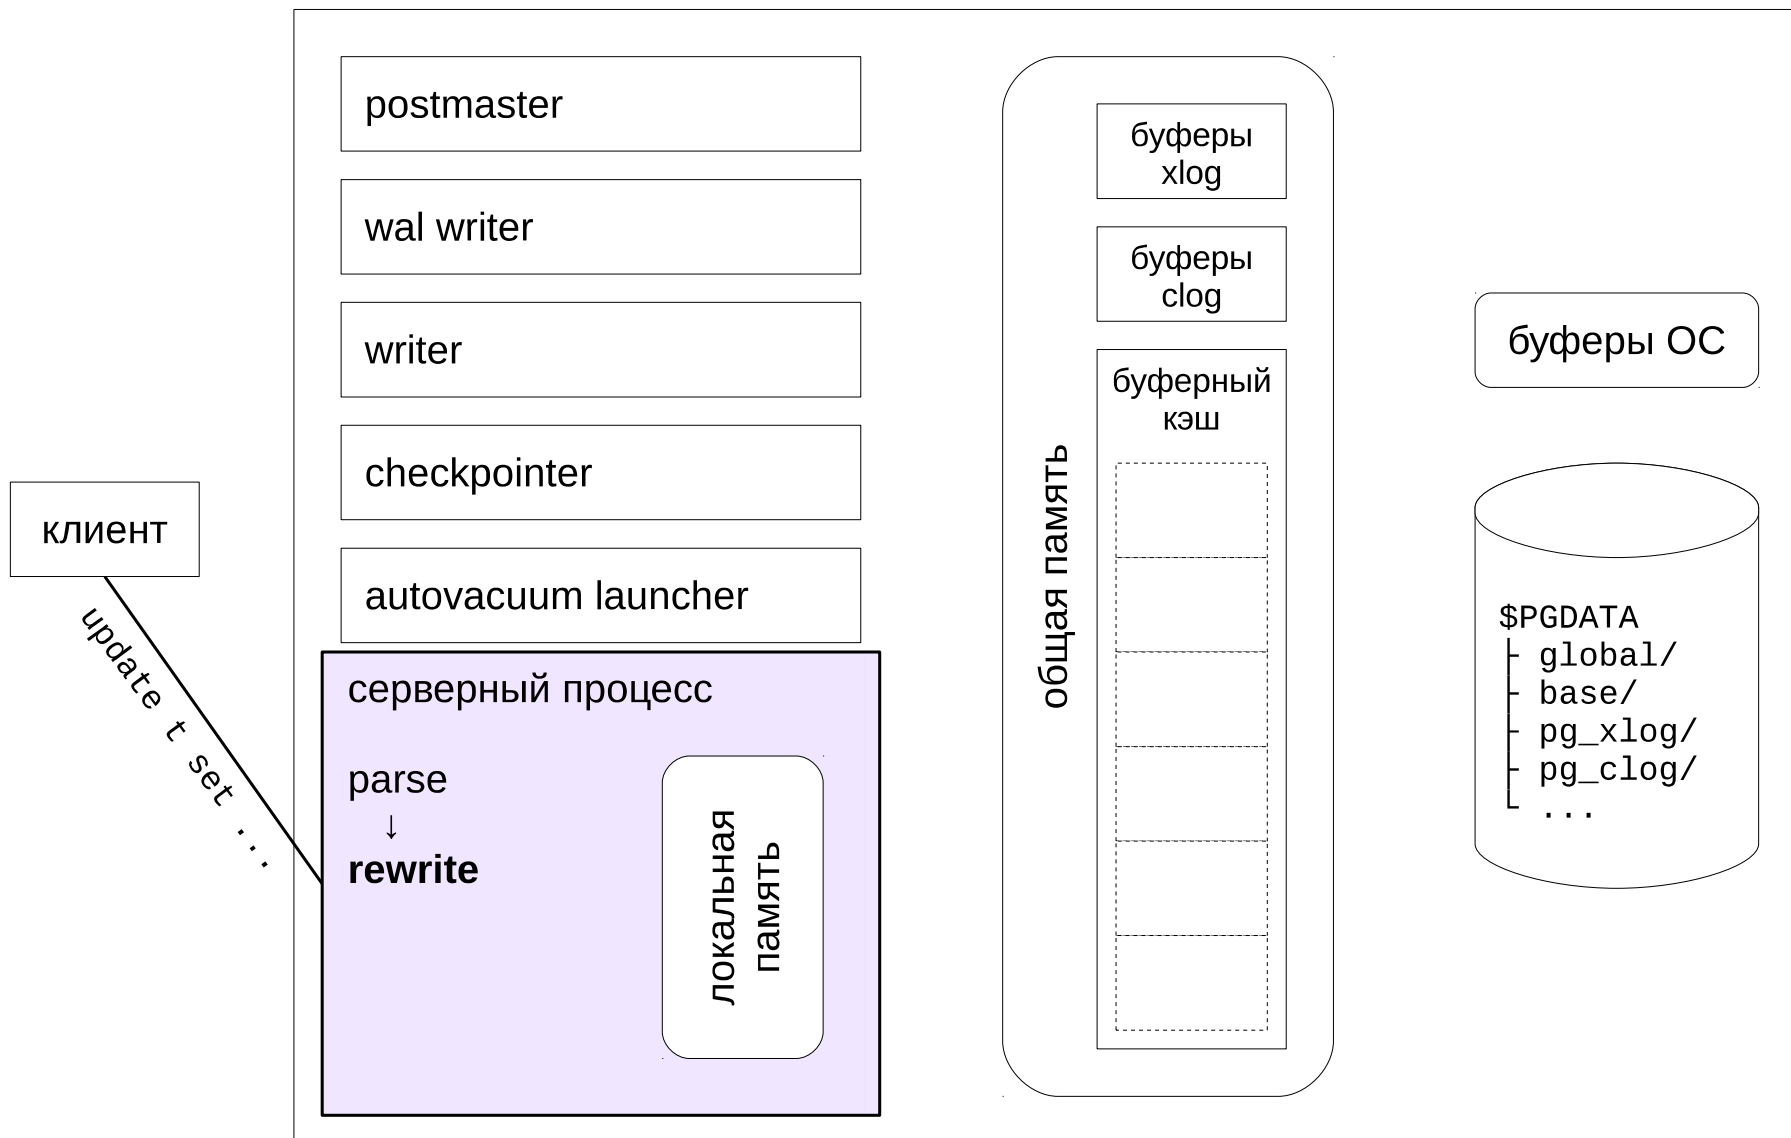 postmaster
wal writer
writer
checkpointer
autovacuum launcher
клиент
update t set ...
серверный процесс
parse
↓
rewrite
локальная
память
общая память
буферы
xlog
буферы
clog
буферный
кэш
буферы ОС
$PGDATA
├ global/
├ base/
├ pg_xlog/
├ pg_clog/
└ ...